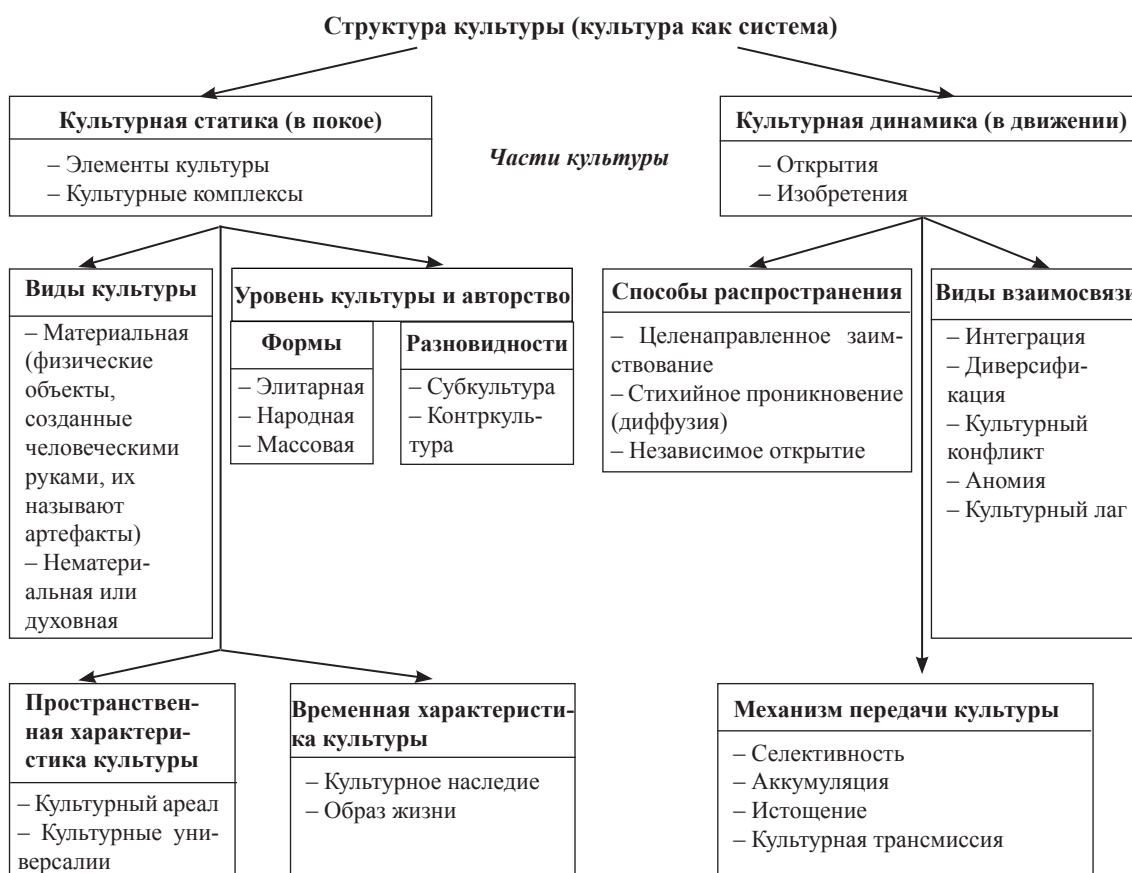 Структура культуры (культура как система)
Культурная статика (в покое)
– Элементы культуры
– Культурные комплексы
Части культуры
Культурная динамика (в движении)
– Открытия
– Изобретения
Виды культуры
– Материальная
(физические
объекты,
созданные
человеческими
руками, их
называют
артефакты)
– Нематери-
альная или
духовная
Уровень культуры и авторство
Формы
– Элитарная
– Народная
– Массовая
Разновидности
– Субкультура
– Контркуль-
тура
Способы распространения
– Целенаправленное заим-
ствование
– Стихийное проникновение
(диффузия)
– Независимое открытие
Виды взаимосвязи
– Интеграция
– Диверсифи-
кация
– Культурный
конфликт
– Аномия
– Культурный лаг
Пространствен-
ная характери-
стика культуры
– Культурный ареал
– Культурные уни-
версалии
Временная характеристи-
ка культуры
– Культурное наследие
– Образ жизни
Механизм передачи культуры
– Селективность
– Аккумуляция
– Истощение
– Культурная трансмиссия